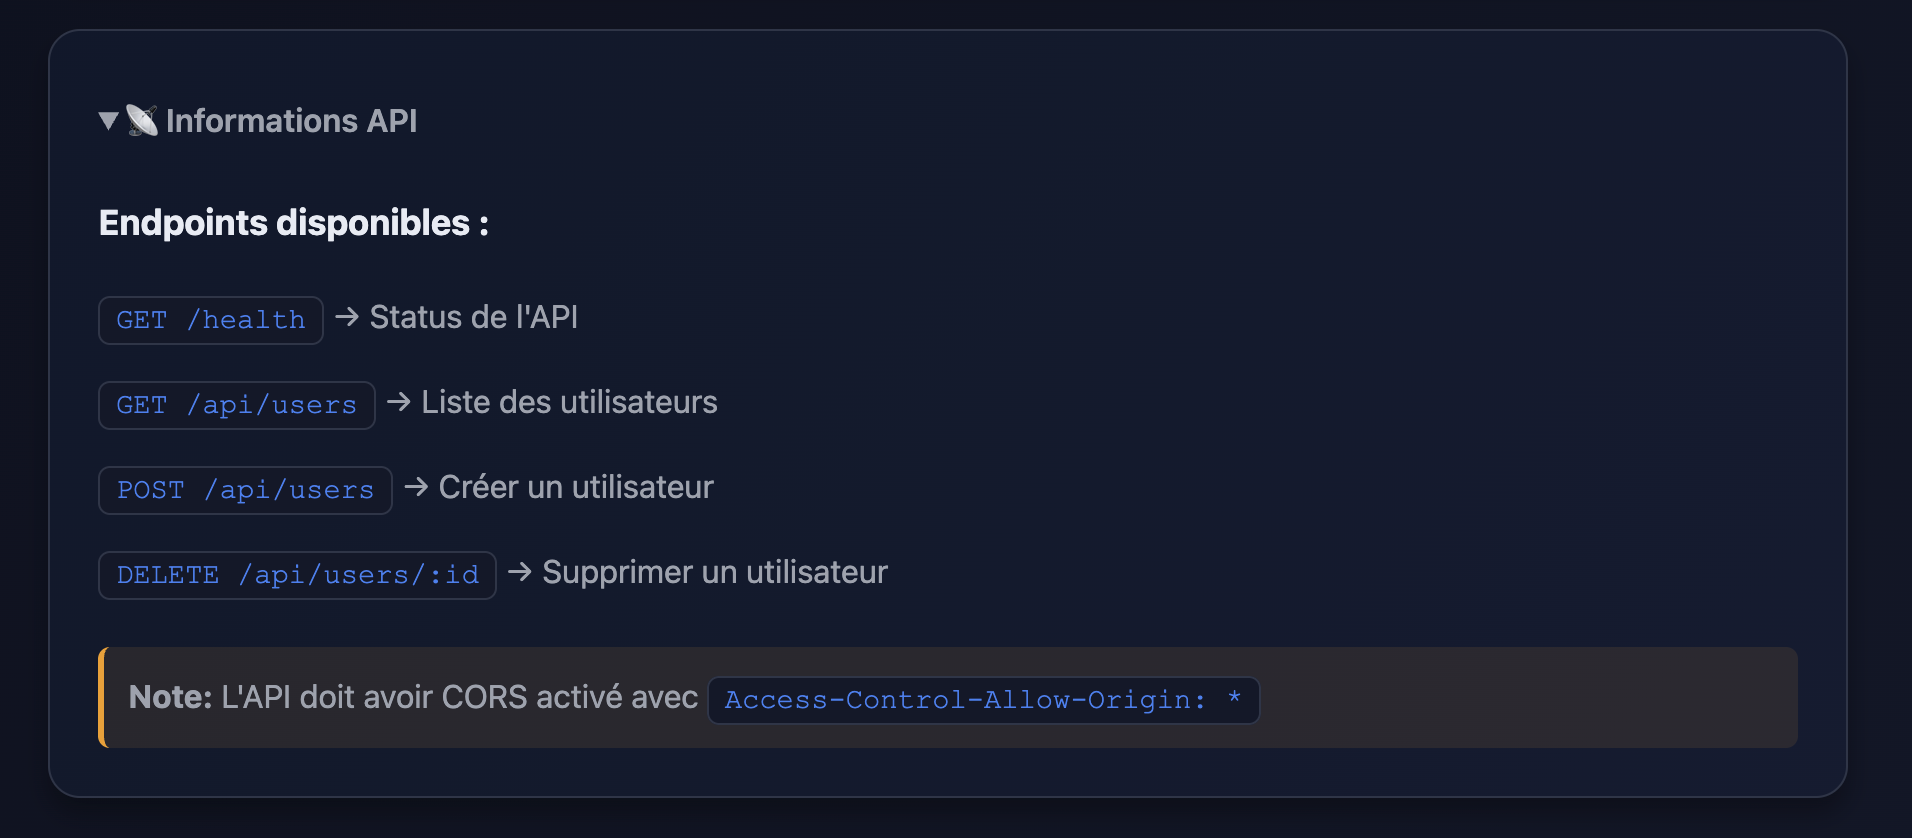 ▼📡 Informations API
Endpoints disponibles :
GET /health → Status de l'API
GET /api/users → Liste des utilisateurs
POST /api/users → Créer un utilisateur
DELETE /api/users/:id → Supprimer un utilisateur
Note: L'API doit avoir CORS activé avec Access-Control-Allow-Origin: *